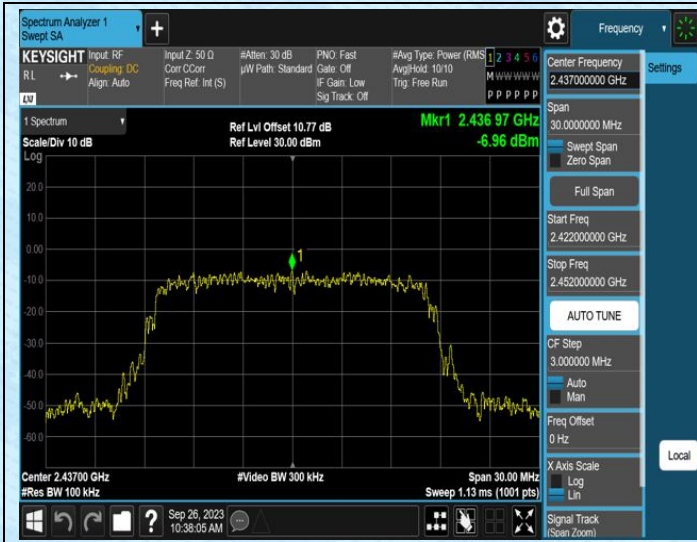 Spectrum Analyzer 1
Swept SA
Frequency
KEYSIGHT
RL
Input: RF
Coupling: DC
Align: Auto
Input Z: 50 Ω
Corr CCorr
Freq Ref: Int (S)
#Atten: 30 dB
µW Path: Standard
PNO: Fast
Gate: Off
IF Gain: Low
Sig Track: Off
#Avg Type: Power (RMS
Avg|Hold: 10/10
Trig: Free Run
1 2 3 4 5 6
M W W W W W
P P P P P P
LXI
1 Spectrum
Scale/Div 10 dB
Log
Ref Lvl Offset 10.77 dB
Ref Level 30.00 dBm
Mkr1 2.436 97 GHz
-6.96 dBm
1
20.0
10.0
0.00
-10.0
-20.0
-30.0
-40.0
-50.0
-60.0
Center 2.43700 GHz
#Res BW 100 kHz
#Video BW 300 kHz
Span 30.00 MHz
Sweep 1.13 ms (1001 pts)
Sep 26, 2023
10:38:05 AM
?
Center Frequency
2.437000000 GHz
Span
30.0000000 MHz
Swept Span
Zero Span
Full Span
Start Freq
2.422000000 GHz
Stop Freq
2.452000000 GHz
AUTO TUNE
CF Step
3.000000 MHz
Auto
Man
Freq Offset
0 Hz
X Axis Scale
Log
Lin
Signal Track
(Span Zoom)
Settings
Local